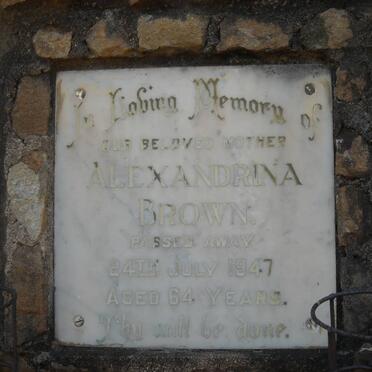 In Loving Memory of
OUR BELOVED MOTHER
ALEXANDRINA
BROWN.
PASSED AWAY
24TH JULY 1947
AGED 64 YEARS.
Thy will be done.